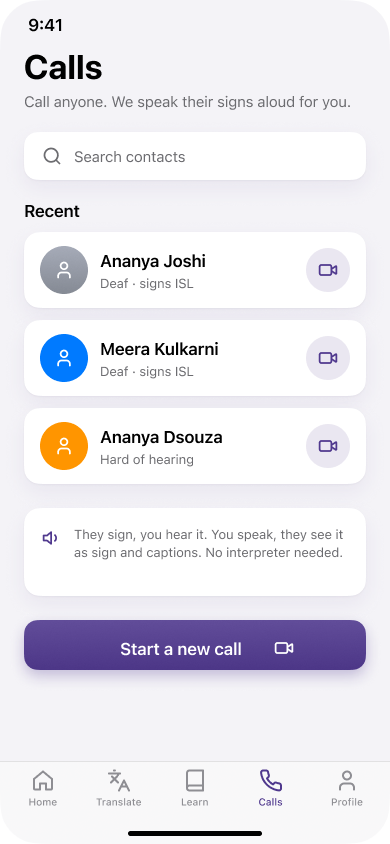 9:41
Calls
Call anyone. We speak their signs aloud for you.
Search contacts
Recent
Ananya Joshi
Deaf · signs ISL
Meera Kulkarni
Deaf · signs ISL
Ananya Dsouza
Hard of hearing
They sign, you hear it. You speak, they see it
as sign and captions. No interpreter needed.
Start a new call
Home
Translate
Learn
Calls
Profile